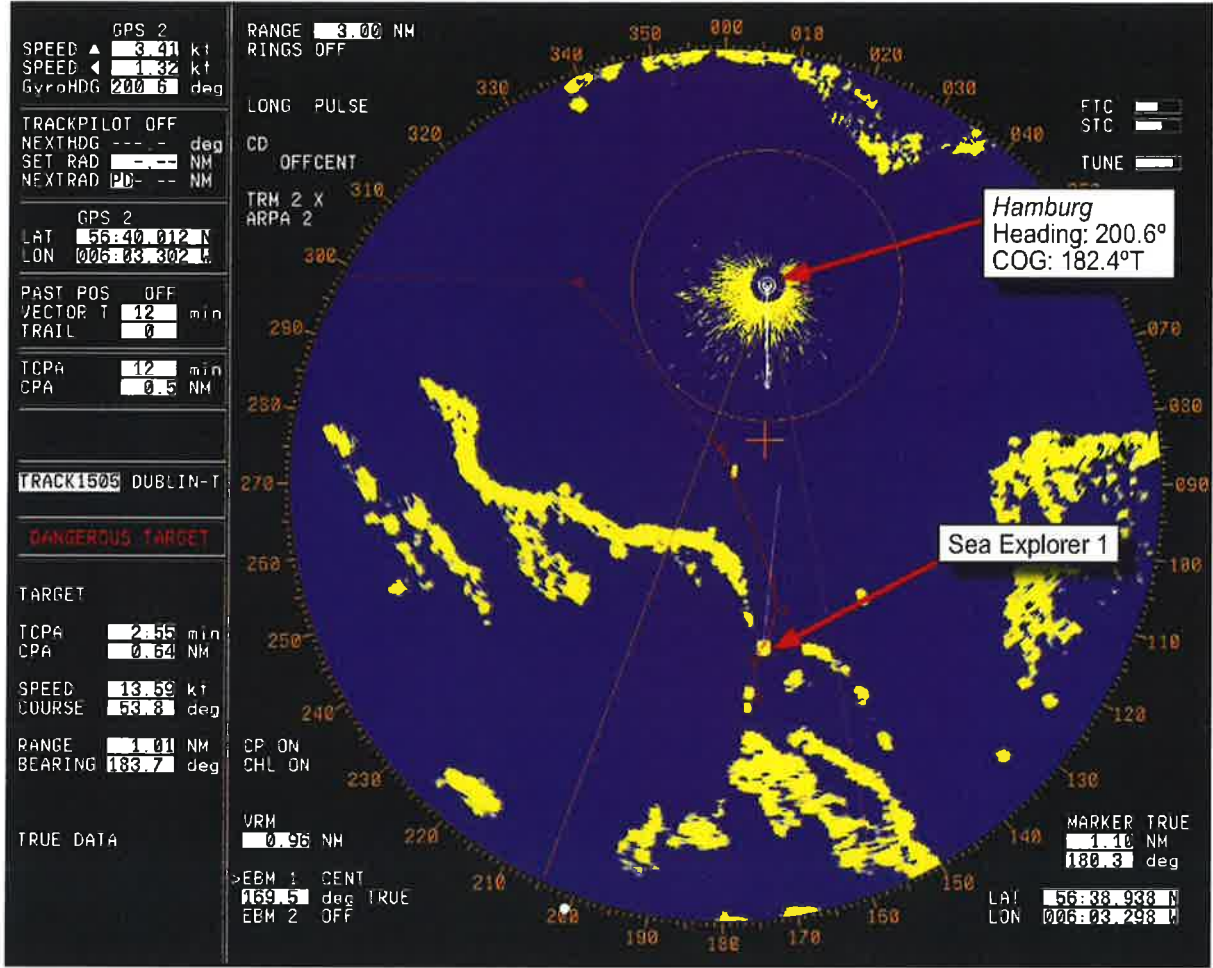 GPS 2
SPEED ▲ 3.41 kt
SPEED ◀ 1.32 kt
GyroHDG 200 6 deg
TRACKPILOT OFF
NEXTHDG ---.- deg
SET RAD -.-- NM
NEXTRAD PD- -- NM
GPS 2
LAT 56:40.012 N
LON 006:03.302 W
PAST POS OFF
VECTOR T 12 min
TRAIL 0
TCPA 12 min
CPA 0.5 NM
TRACK1505 DUBLIN-T
DANGEROUS TARGET
TARGET
TCPA 2:55 min
CPA 0.64 NM
SPEED 13.59 kt
COURSE 53.8 deg
RANGE 1.01 NM
BEARING 183.7 deg
TRUE DATA
RANGE 3.00 NM
RINGS OFF
LONG PULSE
CD
OFFCENT
TRM 2 X
ARPA 2
FTC
STC
TUNE
340 350 000 010 020
330 030
320 040
310
300
290 070
280 080
270 090
260 100
250 110
240 120
230 130
220 140
210 150
200 190 180 170 160
Hamburg
Heading: 200.6º
COG: 182.4ºT
Sea Explorer 1
CP ON
CHL ON
VRM
0.96 NM
>EBM 1 CENT
169.5 deg TRUE
EBM 2 OFF
MARKER TRUE
1.10 NM
180.3 deg
LAT 56:38.938 N
LON 006:03.298 W